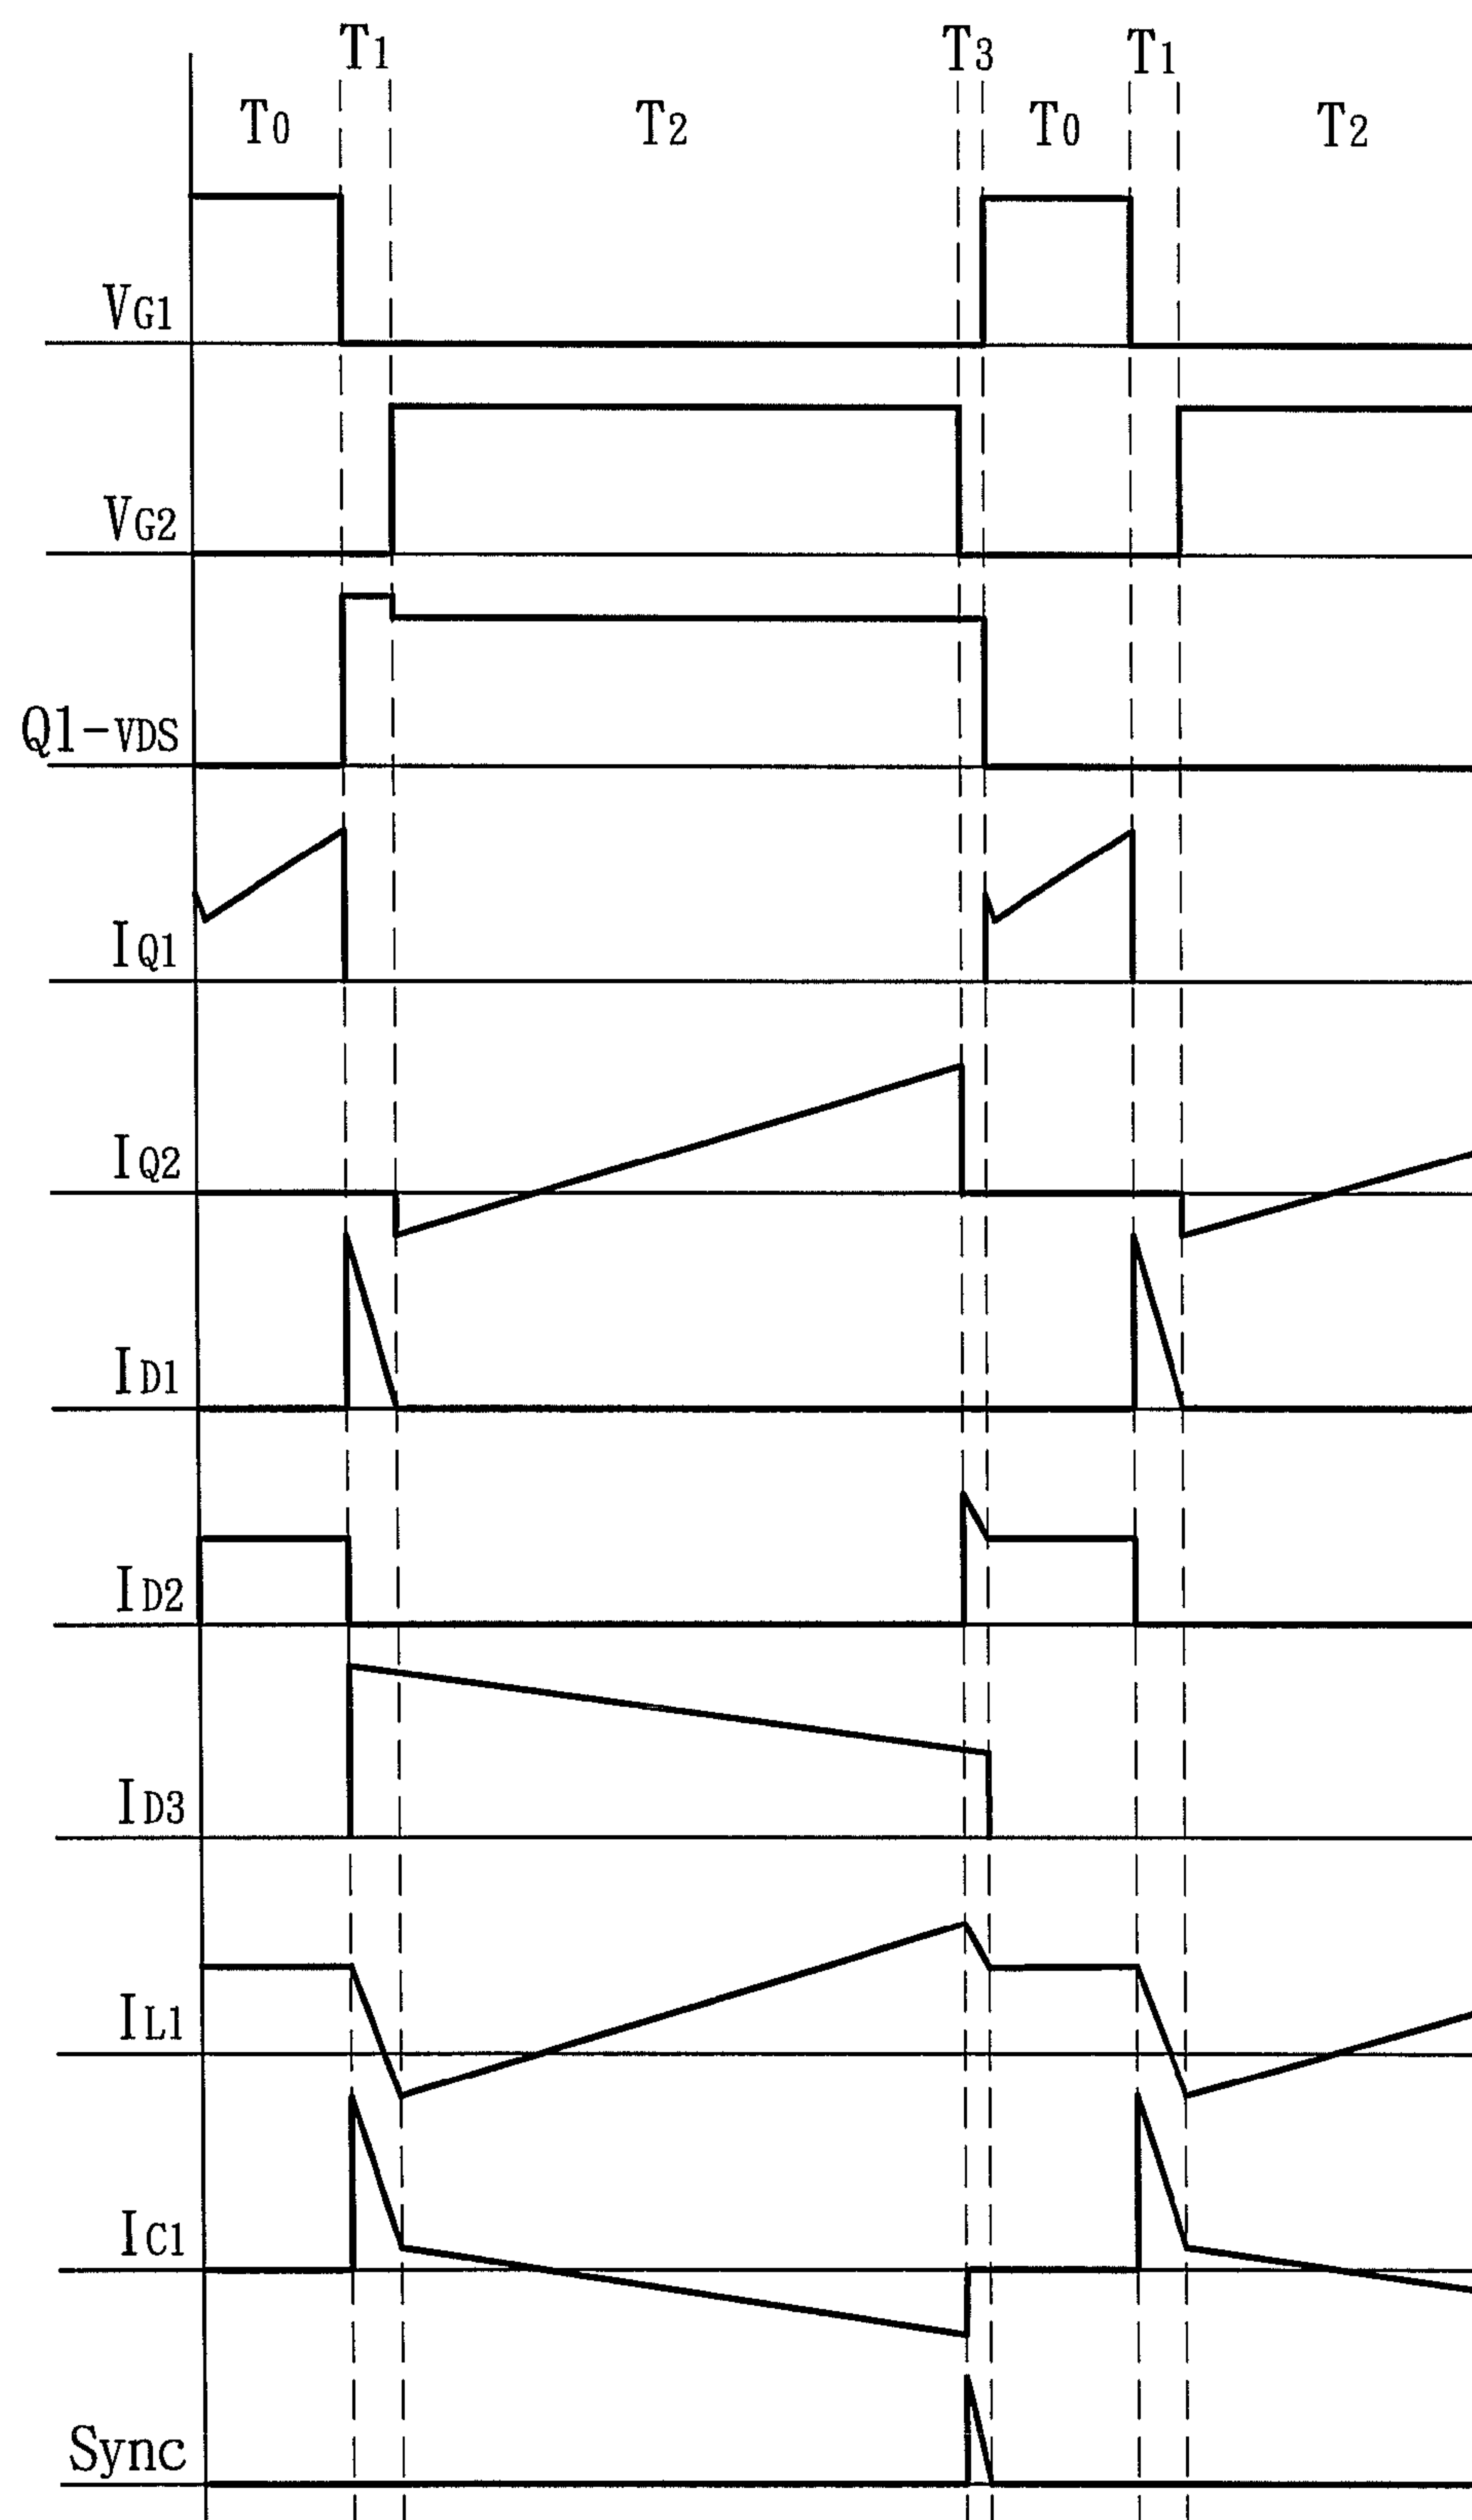 T1 T3 T1
T0 T2 T0 T2
VG1
VG2
Q1-VDS
IQ1
IQ2
ID1
ID2
ID3
IL1
IC1
Sync